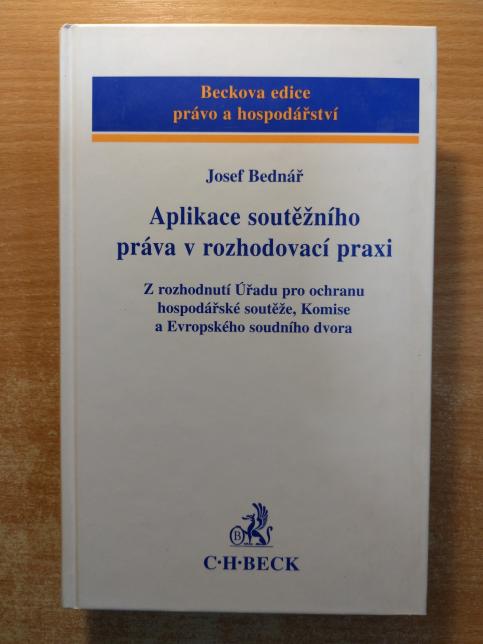 Beckova edice
právo a hospodářství
Josef Bednář
Aplikace soutěžního
práva v rozhodovací praxi
Z rozhodnutí Úřadu pro ochranu
hospodářské soutěže, Komise
a Evropského soudního dvora
B
C·H·BECK